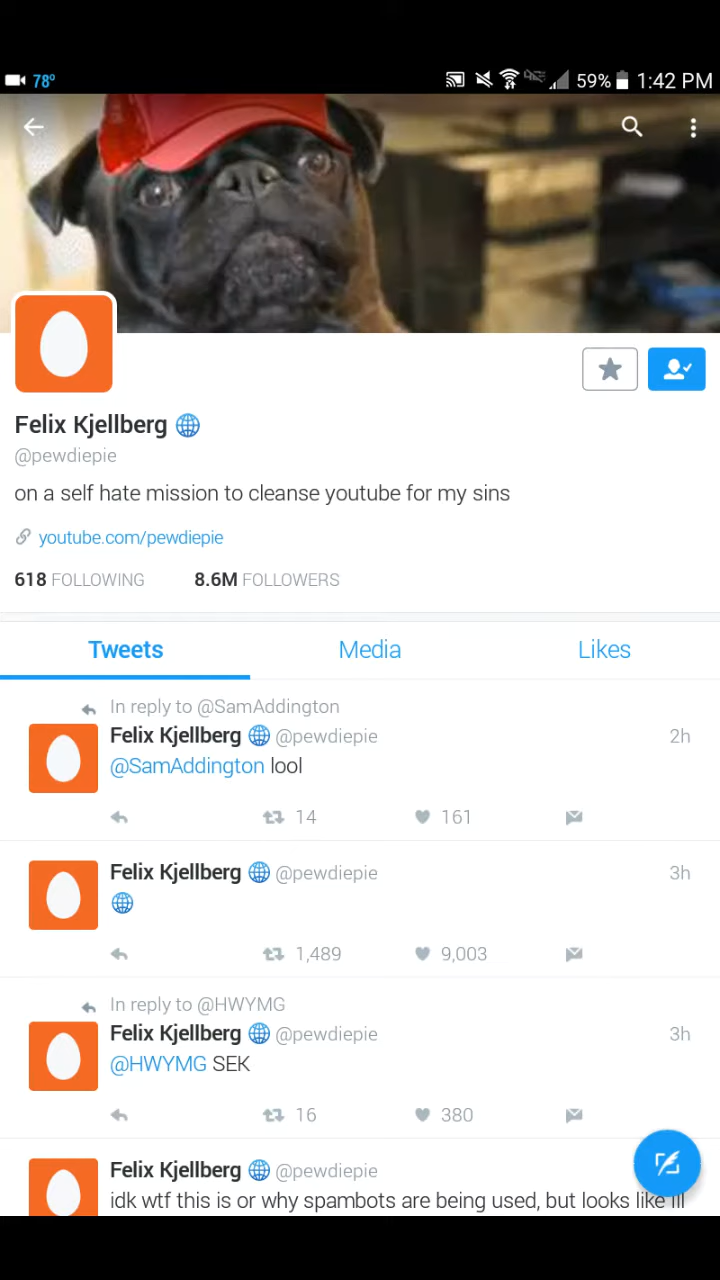 78° 59% 1:42 PM
Felix Kjellberg 🌐
@pewdiepie
on a self hate mission to cleanse youtube for my sins
youtube.com/pewdiepie
618 FOLLOWING 8.6M FOLLOWERS
Tweets Media Likes
In reply to @SamAddington
Felix Kjellberg 🌐 @pewdiepie 2h
@SamAddington lool
14 161
Felix Kjellberg 🌐 @pewdiepie 3h
🌐
1,489 9,003
In reply to @HWYMG
Felix Kjellberg 🌐 @pewdiepie 3h
@HWYMG SEK
16 380
Felix Kjellberg 🌐 @pewdiepie
idk wtf this is or why spambots are being used, but looks like